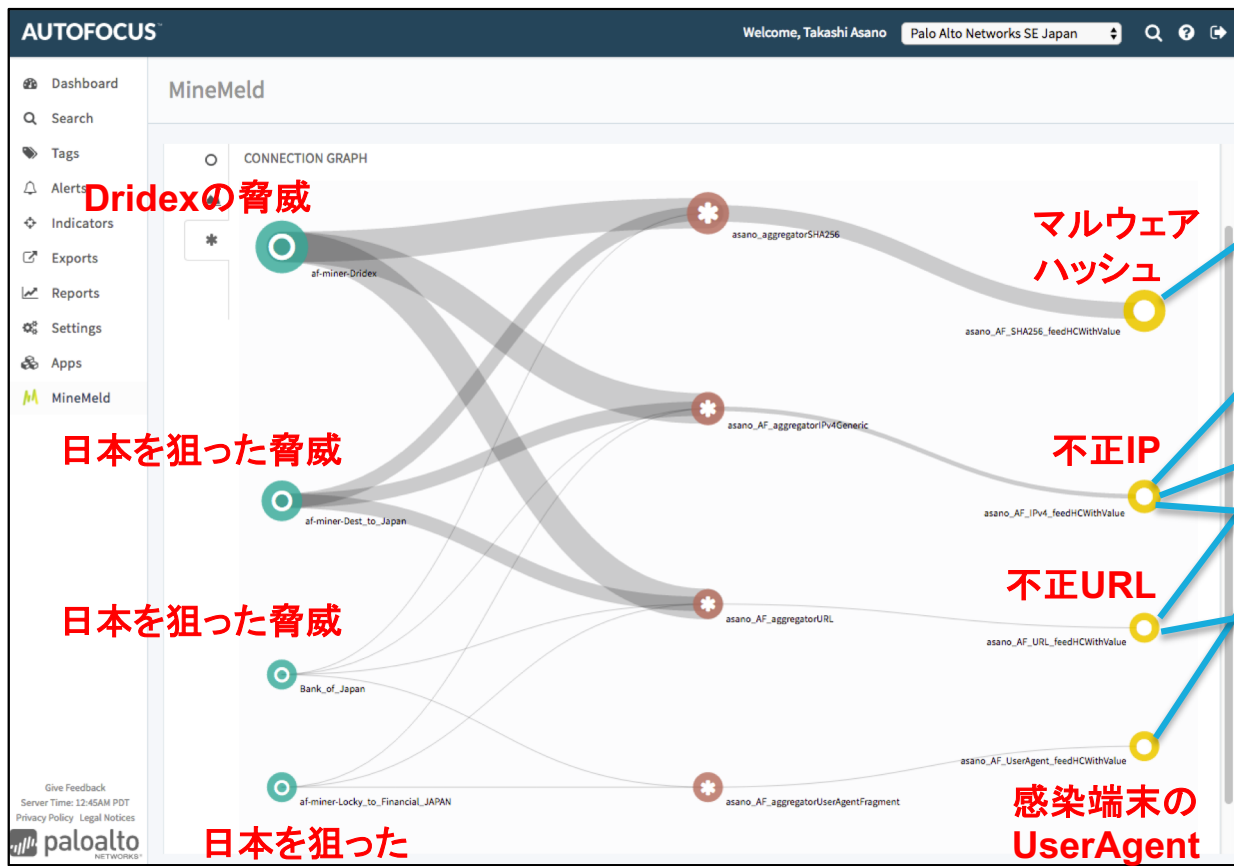 AUTOFOCUS™
Welcome, Takashi Asano
Palo Alto Networks SE Japan
Dashboard
Search
Tags
Alerts
Indicators
Exports
Reports
Settings
Apps
MineMeld
MineMeld
CONNECTION GRAPH
Dridexの脅威
af-miner-Dridex
asano_aggregatorSHA256
マルウェア
ハッシュ
asano_AF_SHA256_feedHCWithValue
日本を狙った脅威
af-miner-Dest_to_Japan
asano_AF_aggregatorIPv4Generic
不正IP
asano_AF_IPv4_feedHCWithValue
日本を狙った脅威
Bank_of_Japan
asano_AF_aggregatorURL
不正URL
asano_AF_URL_feedHCWithValue
af-miner-Locky_to_Financial_JAPAN
日本を狙った
asano_AF_aggregatorUserAgentFragment
asano_AF_UserAgent_feedHCWithValue
感染端末の
UserAgent
Give Feedback
Server Time: 12:45AM PDT
Privacy Policy Legal Notices
paloalto
NETWORKS®